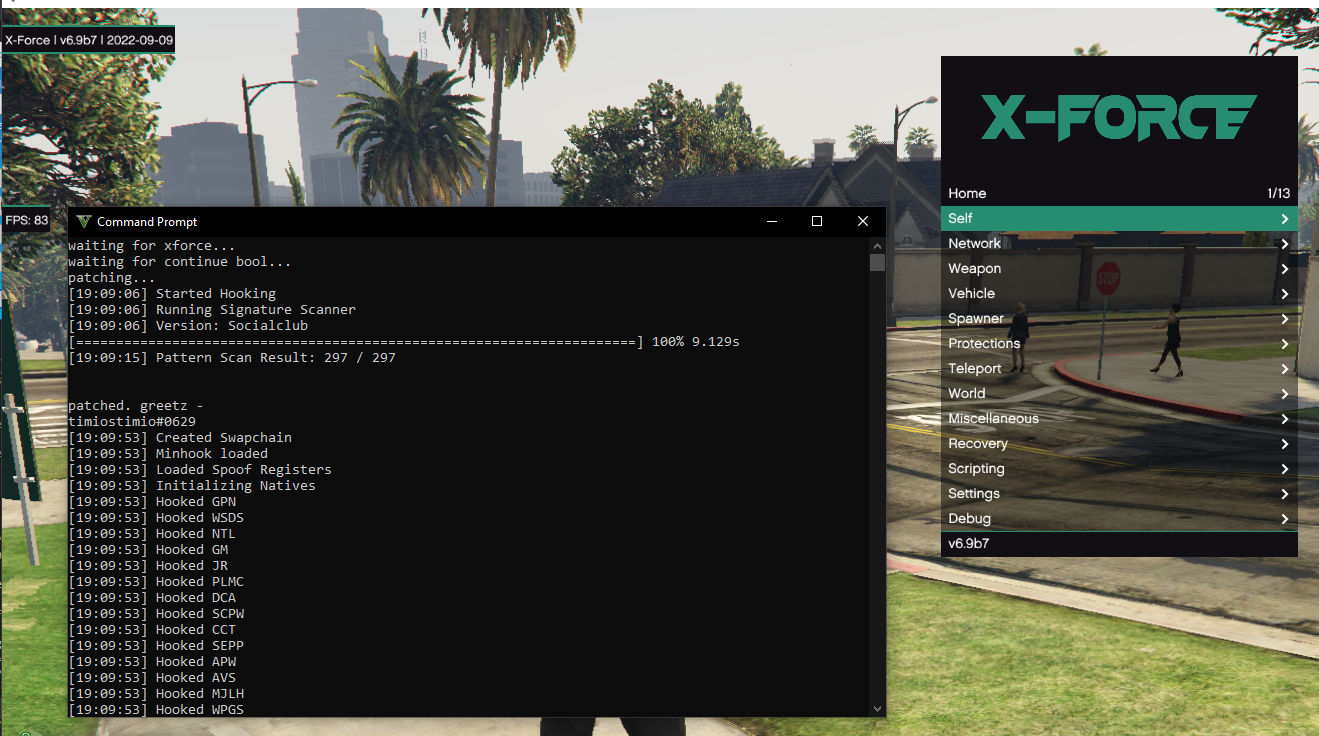 X-Force | v6.9b7 | 2022-09-09
FPS: 83
Command Prompt
waiting for xforce...
waiting for continue bool...
patching...
[19:09:06] Started Hooking
[19:09:06] Running Signature Scanner
[19:09:06] Version: Socialclub
[======================================================================] 100% 9.129s
[19:09:15] Pattern Scan Result: 297 / 297
patched. greetz -
timiostimio#0629
[19:09:53] Created Swapchain
[19:09:53] Minhook loaded
[19:09:53] Loaded Spoof Registers
[19:09:53] Initializing Natives
[19:09:53] Hooked GPN
[19:09:53] Hooked WSDS
[19:09:53] Hooked NTL
[19:09:53] Hooked GM
[19:09:53] Hooked JR
[19:09:53] Hooked PLMC
[19:09:53] Hooked DCA
[19:09:53] Hooked SCPW
[19:09:53] Hooked CCT
[19:09:53] Hooked SEPP
[19:09:53] Hooked APW
[19:09:53] Hooked AVS
[19:09:53] Hooked MJLH
[19:09:53] Hooked WPGS
X-FORCE
Home 1/13
Self
Network
Weapon
Vehicle
Spawner
Protections
Teleport
World
Miscellaneous
Recovery
Scripting
Settings
Debug
v6.9b7
STOP